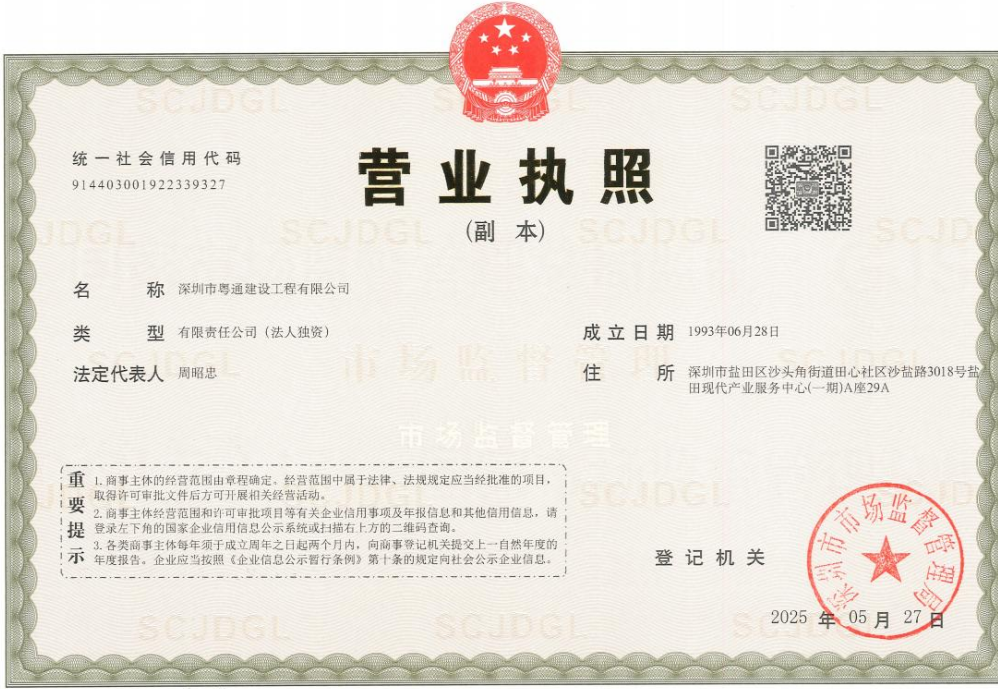 统一社会信用代码
914403001922339327
营业执照
(副 本)
名 称 深圳市粤通建设工程有限公司
类 型 有限责任公司（法人独资）
法定代表人 周昭忠
成立日期 1993年06月28日
住 所 深圳市盐田区沙头角街道田心社区沙盐路3018号盐
田现代产业服务中心(一期)A座29A
市场监督管理
市场监督管理
重要提示
1.商事主体的经营范围由章程确定。经营范围中属于法律、法规规定应当经批准的项目，
取得许可审批文件后方可开展相关经营活动。
2.商事主体经营范围和许可审批项目等有关企业信用事项及年报信息和其他信用信息，请
登录左下角的国家企业信用信息公示系统或扫描右上方的二维码查询。
3.各类商事主体每年须于成立周年之日起两个月内，向商事登记机关提交上一自然年度的
年度报告。企业应当按照《企业信息公示暂行条例》第十条的规定向社会公示企业信息。
登记机关
深圳市市场监督管理局
2025 年 05 月 27 日
SCJDGL SCJDGL SCJDGL
SCJDGL SCJDGL SCJDGL SCJD
SCJDGL SCJDGL
SCJDGL SCJDGL SCJDGL